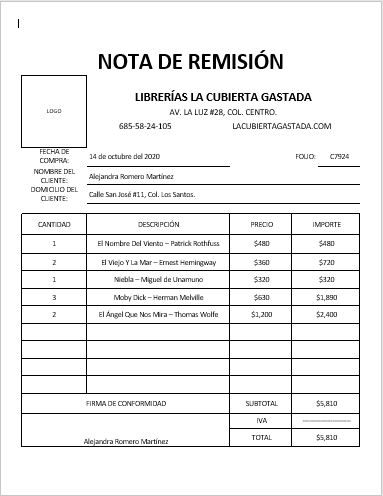 NOTA DE REMISIÓN
LOGO
LIBRERÍAS LA CUBIERTA GASTADA
AV. LA LUZ #28, COL. CENTRO.
685-58-24-105 LACUBIERTAGASTADA.COM
FECHA DE COMPRA: 14 de octubre del 2020 FOLIO: C7924
NOMBRE DEL CLIENTE: Alejandra Romero Martínez
DOMICILIO DEL CLIENTE: Calle San José #11, Col. Los Santos.
CANTIDAD DESCRIPCIÓN PRECIO IMPORTE
1 El Nombre Del Viento – Patrick Rothfuss $480 $480
2 El Viejo Y La Mar – Ernest Hemingway $360 $720
1 Niebla – Miguel de Unamuno $320 $320
3 Moby Dick – Herman Melville $630 $1,890
2 El Ángel Que Nos Mira – Thomas Wolfe $1,200 $2,400
FIRMA DE CONFORMIDAD SUBTOTAL $5,810
IVA ----------------
Alejandra Romero Martínez TOTAL $5,810